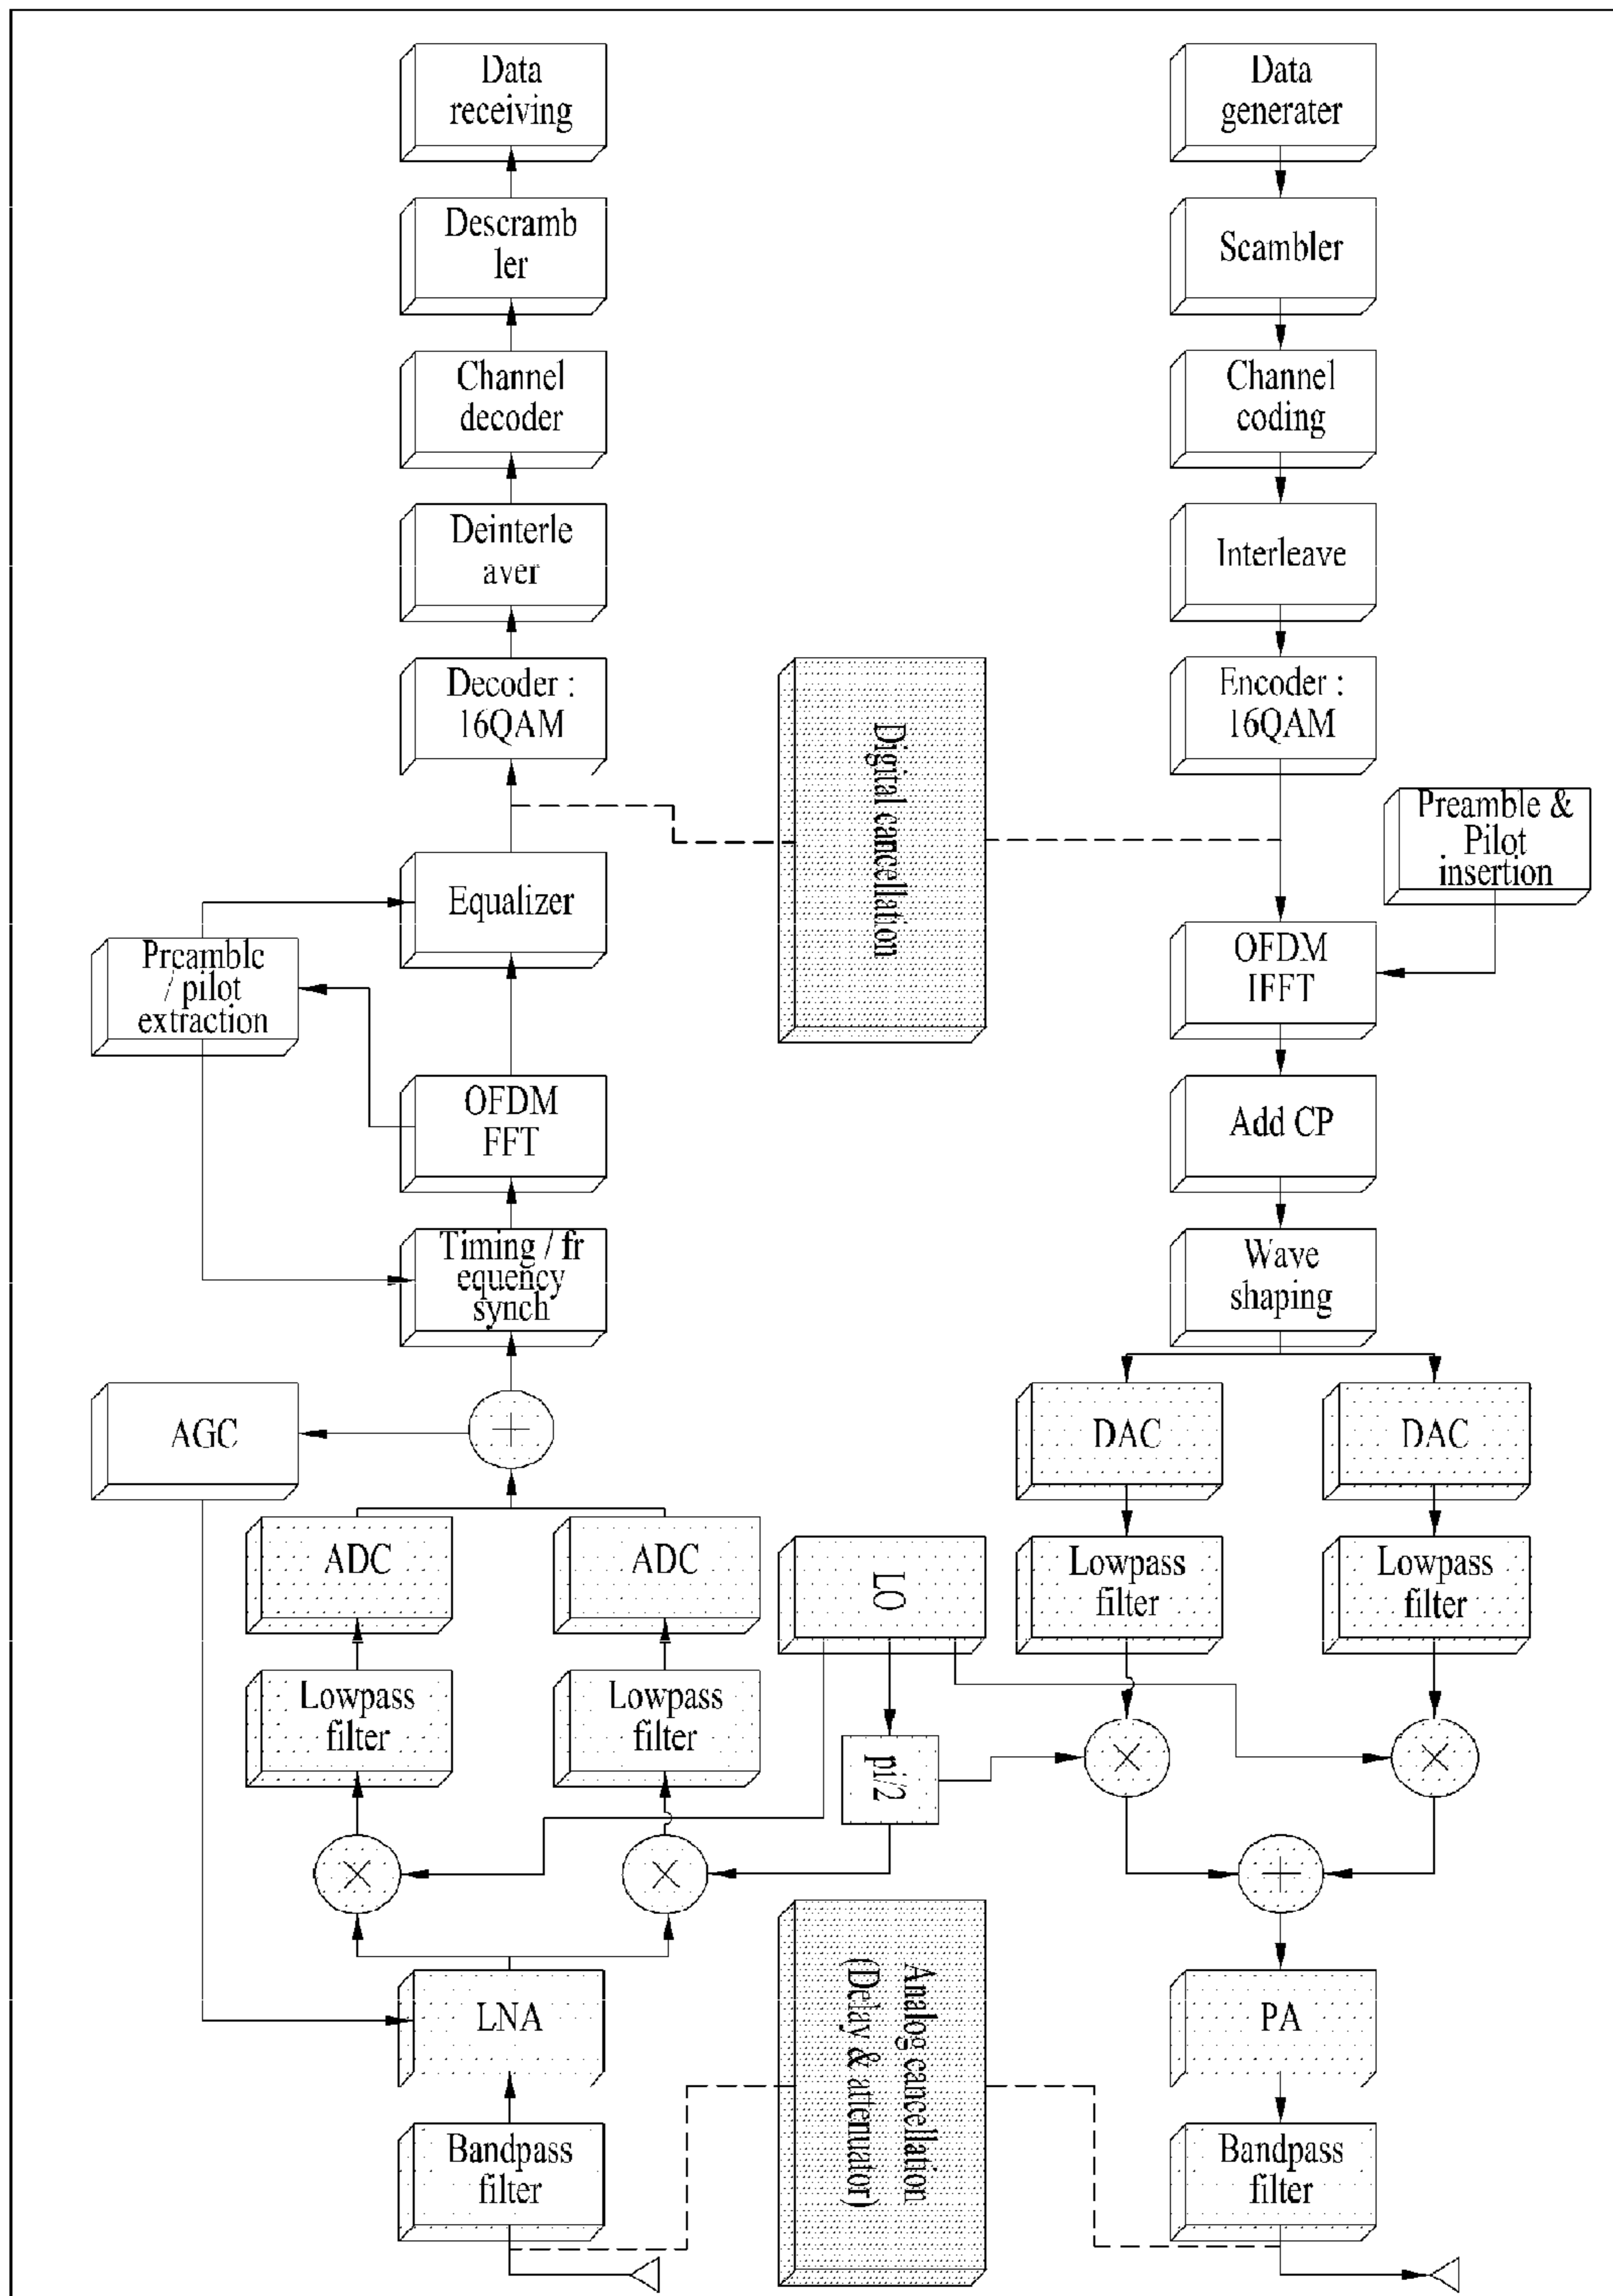 Data
receiving
Descramb
ler
Channel
decoder
Deinterle
aver
Decoder :
16QAM
Equalizer
Preamble
/ pilot
extraction
OFDM
FFT
Timing / fr
equency
synch
+
AGC
ADC
ADC
Lowpass
filter
Lowpass
filter
×
×
LNA
Bandpass
filter
Digital cancellation
LO
pi/2
Analog cancellation
(Delay & attenuator)
Data
generater
Scambler
Channel
coding
Interleave
Encoder :
16QAM
Preamble &
Pilot
insertion
OFDM
IFFT
Add CP
Wave
shaping
DAC
DAC
Lowpass
filter
Lowpass
filter
×
×
+
PA
Bandpass
filter